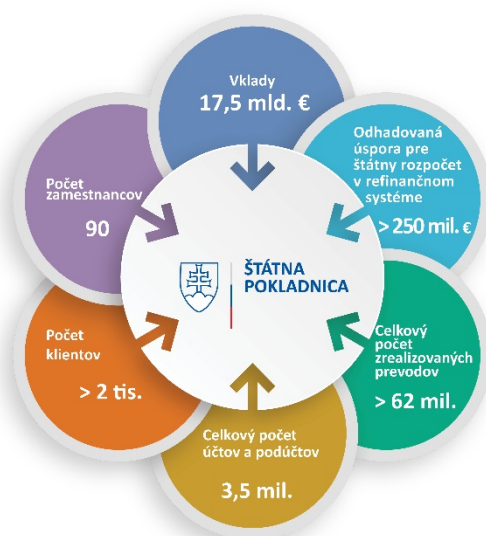 Vklady
17,5 mld. €
Odhadovaná
úspora pre
štátny rozpočet
v refinančnom
systéme
> 250 mil. €
Celkový
počet
zrealizovaných
prevodov
> 62 mil.
Celkový počet
účtov a podúčtov
3,5 mil.
Počet
klientov
> 2 tis.
Počet
zamestnancov
90
ŠTÁTNA
POKLADNICA